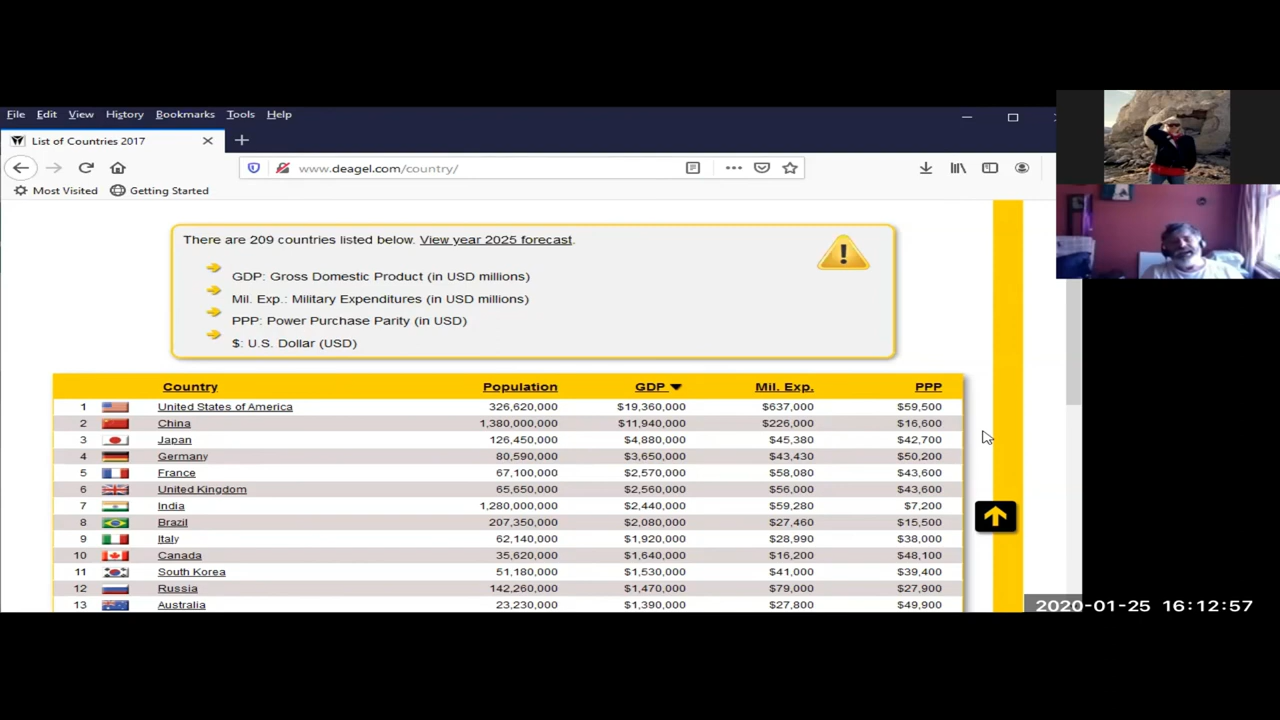 File Edit View History Bookmarks Tools Help
List of Countries 2017
www.deagel.com/country/
Most Visited Getting Started
There are 209 countries listed below. View year 2025 forecast.
GDP: Gross Domestic Product (in USD millions)
Mil. Exp.: Military Expenditures (in USD millions)
PPP: Power Purchase Parity (in USD)
$: U.S. Dollar (USD)
Country Population GDP Mil. Exp. PPP
1 United States of America 326,620,000 $19,360,000 $637,000 $59,500
2 China 1,380,000,000 $11,940,000 $226,000 $16,600
3 Japan 126,450,000 $4,880,000 $45,380 $42,700
4 Germany 80,590,000 $3,650,000 $43,430 $50,200
5 France 67,100,000 $2,570,000 $58,080 $43,600
6 United Kingdom 65,650,000 $2,560,000 $56,000 $43,600
7 India 1,280,000,000 $2,440,000 $59,280 $7,200
8 Brazil 207,350,000 $2,080,000 $27,460 $15,500
9 Italy 62,140,000 $1,920,000 $28,990 $38,000
10 Canada 35,620,000 $1,640,000 $16,200 $48,100
11 South Korea 51,180,000 $1,530,000 $41,000 $39,400
12 Russia 142,260,000 $1,470,000 $79,000 $27,900
13 Australia 23,230,000 $1,390,000 $27,800 $49,900
2020-01-25 16:12:57